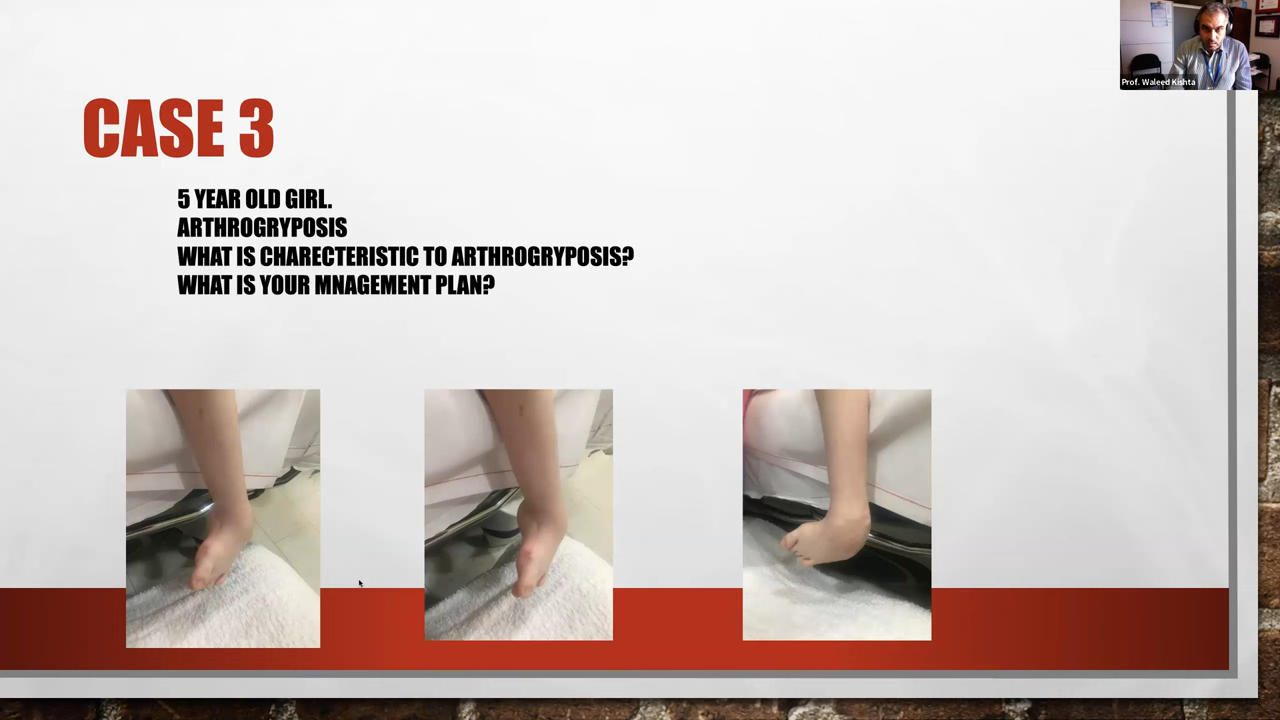 Prof. Waleed Kishta
CASE 3
5 YEAR OLD GIRL.
ARTHROGRYPOSIS
WHAT IS CHARECTERISTIC TO ARTHROGRYPOSIS?
WHAT IS YOUR MNAGEMENT PLAN?